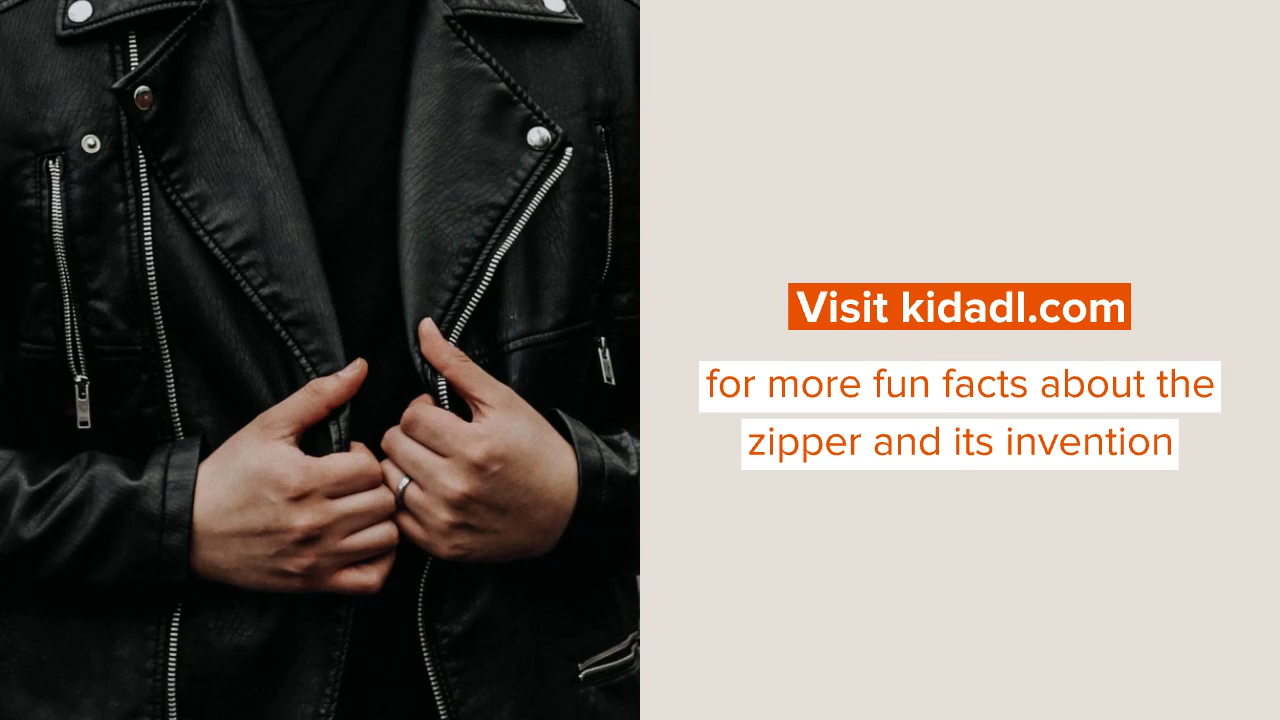 Visit kidadl.com
for more fun facts about the
zipper and its invention